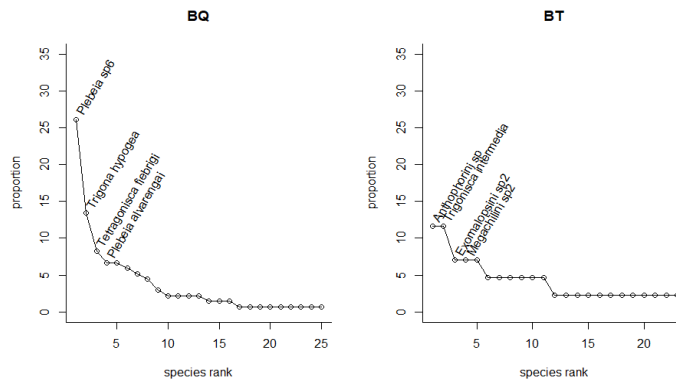 BQ
35
30
25
20
15
10
5
0
proportion
Plebeia sp6
Trigona hypogea
Tetragonisca fiebrigi
Plebeia alvarengai
5
10
15
20
25
species rank
BT
35
30
25
20
15
10
5
0
proportion
Anthophorini sp
Trigonisca intermedia
Exomalopsini sp2
Megachilini sp2
5
10
15
20
species rank